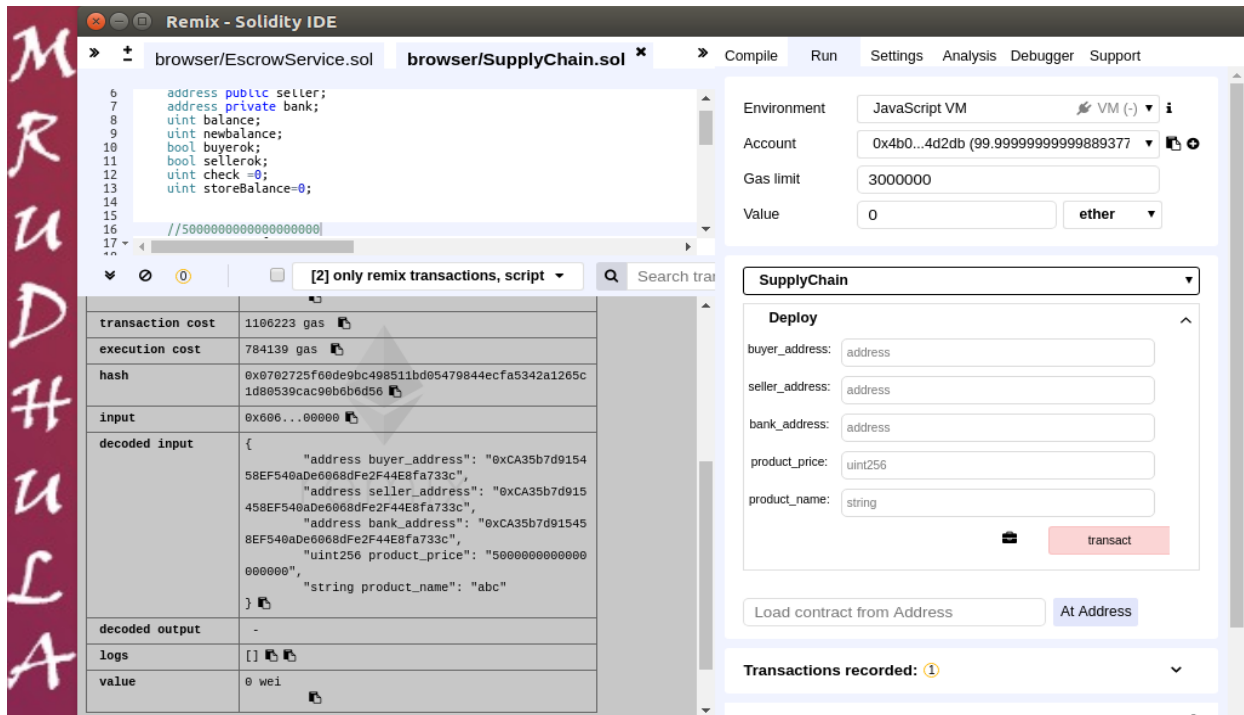 MRUDHULA
Remix - Solidity IDE
browser/EscrowService.sol browser/SupplyChain.sol
Compile Run Settings Analysis Debugger Support
6 address public seller;
7 address private bank;
8 uint balance;
9 uint newbalance;
10 bool buyerok;
11 bool sellerok;
12 uint check =0;
13 uint storeBalance=0;
14
15
16 //5000000000000000000
17
0
[2] only remix transactions, script
Search tra
transaction cost 1106223 gas
execution cost 784139 gas
hash 0x0702725f60de9bc498511bd05479844ecfa5342a1265c
1d80539cac90b6b6d56
input 0x606...00000
decoded input {
"address buyer_address": "0xCA35b7d9154
58EF540aDe6068dFe2F44E8fa733c",
"address seller_address": "0xCA35b7d915
458EF540aDe6068dFe2F44E8fa733c",
"address bank_address": "0xCA35b7d91545
8EF540aDe6068dFe2F44E8fa733c",
"uint256 product_price": "5000000000000
000000",
"string product_name": "abc"
}
decoded output -
logs []
value 0 wei
Environment JavaScript VM VM (-) i
Account 0x4b0...4d2db (99.99999999999889377
Gas limit 3000000
Value 0 ether
SupplyChain
Deploy
buyer_address: address
seller_address: address
bank_address: address
product_price: uint256
product_name: string
transact
Load contract from Address At Address
Transactions recorded: 1